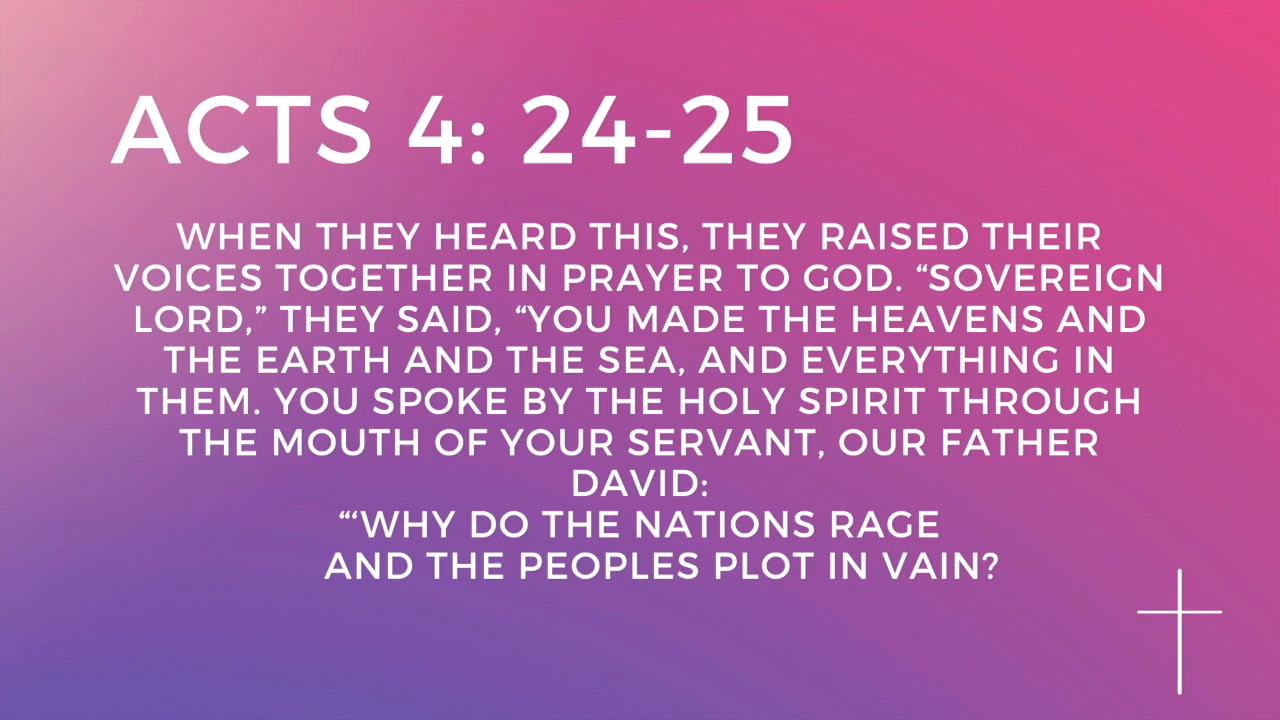 ACTS 4: 24-25
WHEN THEY HEARD THIS, THEY RAISED THEIR
VOICES TOGETHER IN PRAYER TO GOD. “SOVEREIGN
LORD,” THEY SAID, “YOU MADE THE HEAVENS AND
THE EARTH AND THE SEA, AND EVERYTHING IN
THEM. YOU SPOKE BY THE HOLY SPIRIT THROUGH
THE MOUTH OF YOUR SERVANT, OUR FATHER
DAVID:
“‘WHY DO THE NATIONS RAGE
AND THE PEOPLES PLOT IN VAIN?